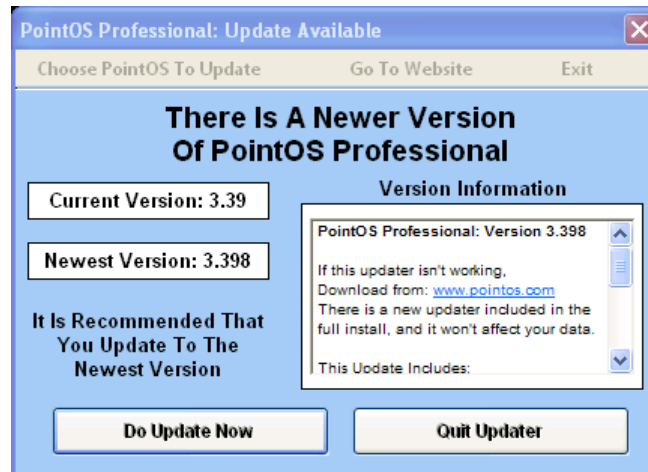 PointOS Professional: Update Available
Choose PointOS To Update Go To Website Exit
There Is A Newer Version
Of PointOS Professional
Current Version: 3.39
Newest Version: 3.398
It Is Recommended That
You Update To The
Newest Version
Version Information
PointOS Professional: Version 3.398
If this updater isn't working,
Download from: www.pointos.com
There is a new updater included in the
full install, and it won't affect your data.
This Update Includes:
Do Update Now
Quit Updater